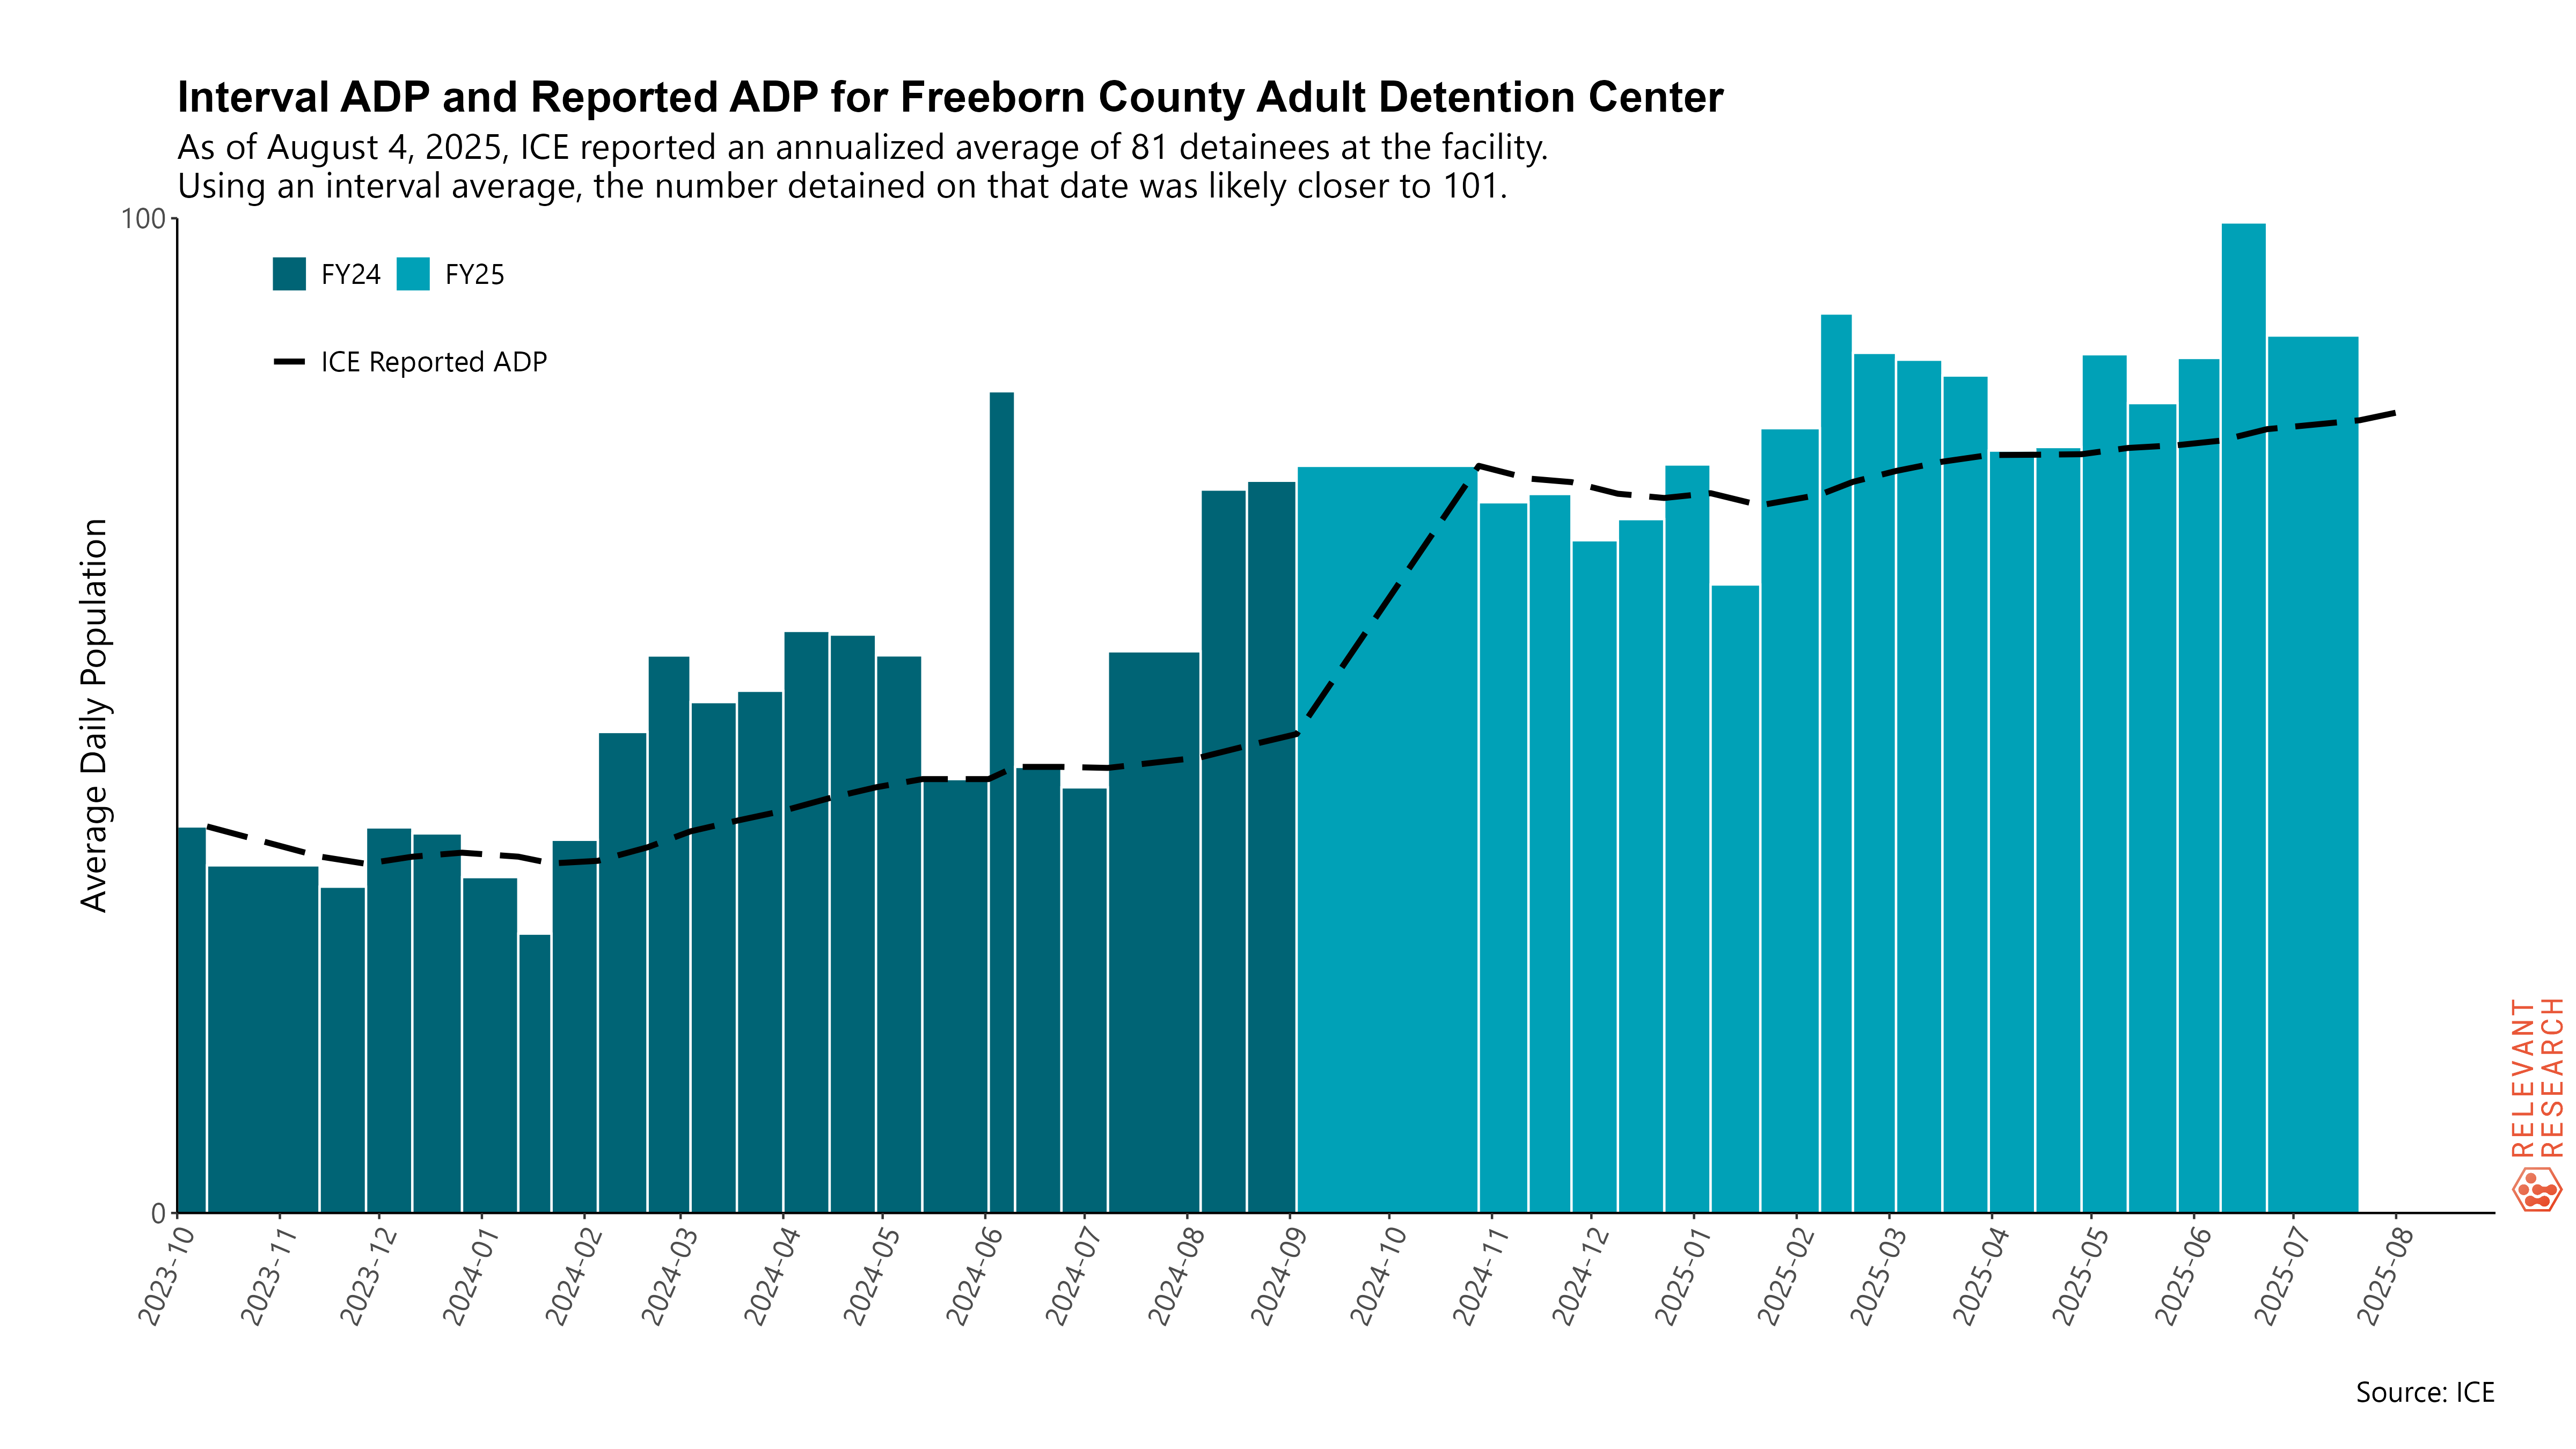 Interval ADP and Reported ADP for Freeborn County Adult Detention Center
As of August 4, 2025, ICE reported an annualized average of 81 detainees at the facility.
Using an interval average, the number detained on that date was likely closer to 101.
100
FY24 FY25
ICE Reported ADP
Average Daily Population
0
2023-10
2023-11
2023-12
2024-01
2024-02
2024-03
2024-04
2024-05
2024-06
2024-07
2024-08
2024-09
2024-10
2024-11
2024-12
2025-01
2025-02
2025-03
2025-04
2025-05
2025-06
2025-07
2025-08
RELEVANT
RESEARCH
Source: ICE